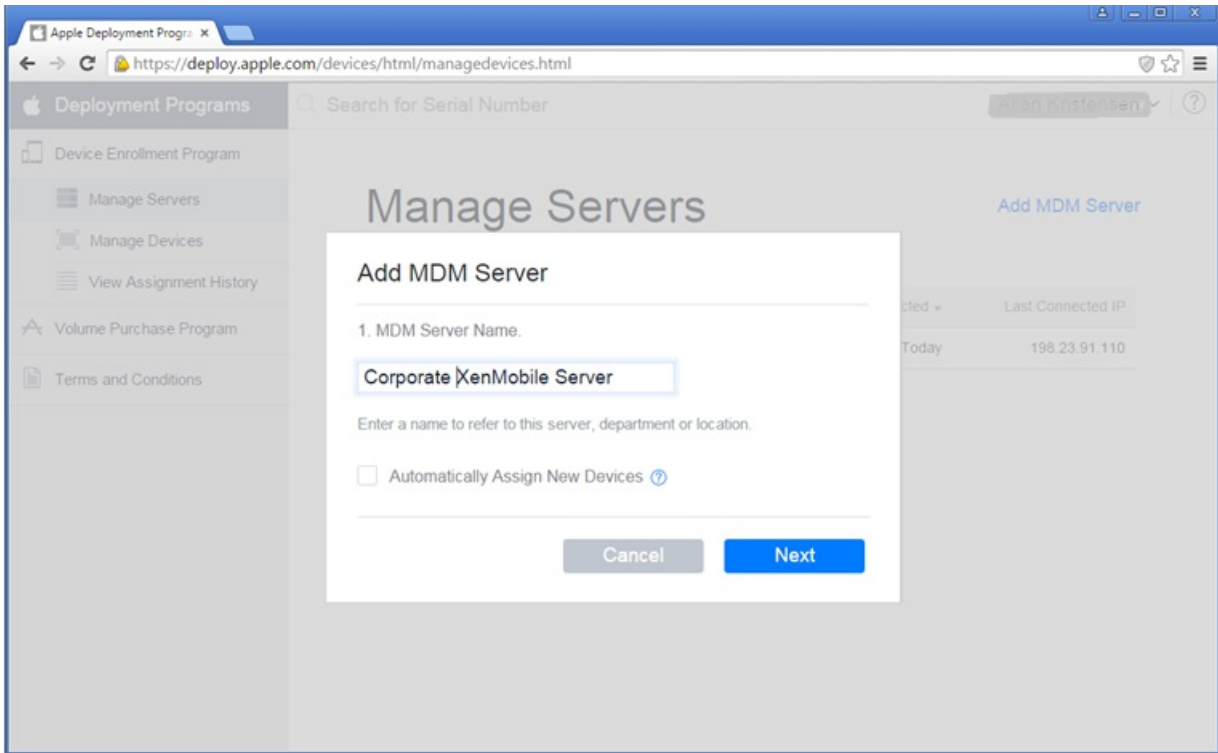 Apple Deployment Progra
https://deploy.apple.com/devices/html/managedevices.html
Deployment Programs
Search for Serial Number
Device Enrollment Program
Manage Servers
Manage Devices
View Assignment History
Volume Purchase Program
Terms and Conditions
Manage Servers
Add MDM Server
cted
Last Connected IP
Today
198.23.91.110
Add MDM Server
1. MDM Server Name.
Corporate XenMobile Server
Enter a name to refer to this server, department or location.
Automatically Assign New Devices ?
Cancel
Next